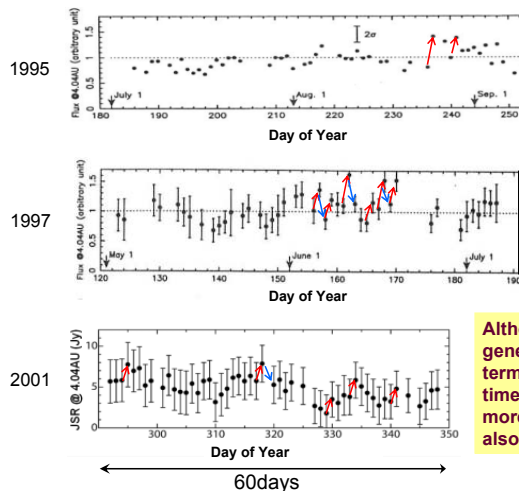 1995
Flux @4.04AU (arbitrary unit)
1.5
1
0.5
0
2σ
July 1
Aug. 1
Sep. 1
180 190 200 210 220 230 240 250
Day of Year
1997
Flux @4.04AU (arbitrary unit)
1.5
1
0.5
0
May 1
June 1
July 1
120 130 140 150 160 170 180 190
Day of Year
2001
JSR @ 4.04AU (Jy)
10
5
0
300 310 320 330 340 350
Day of Year
60days
Altho
gene
term
time
more
also